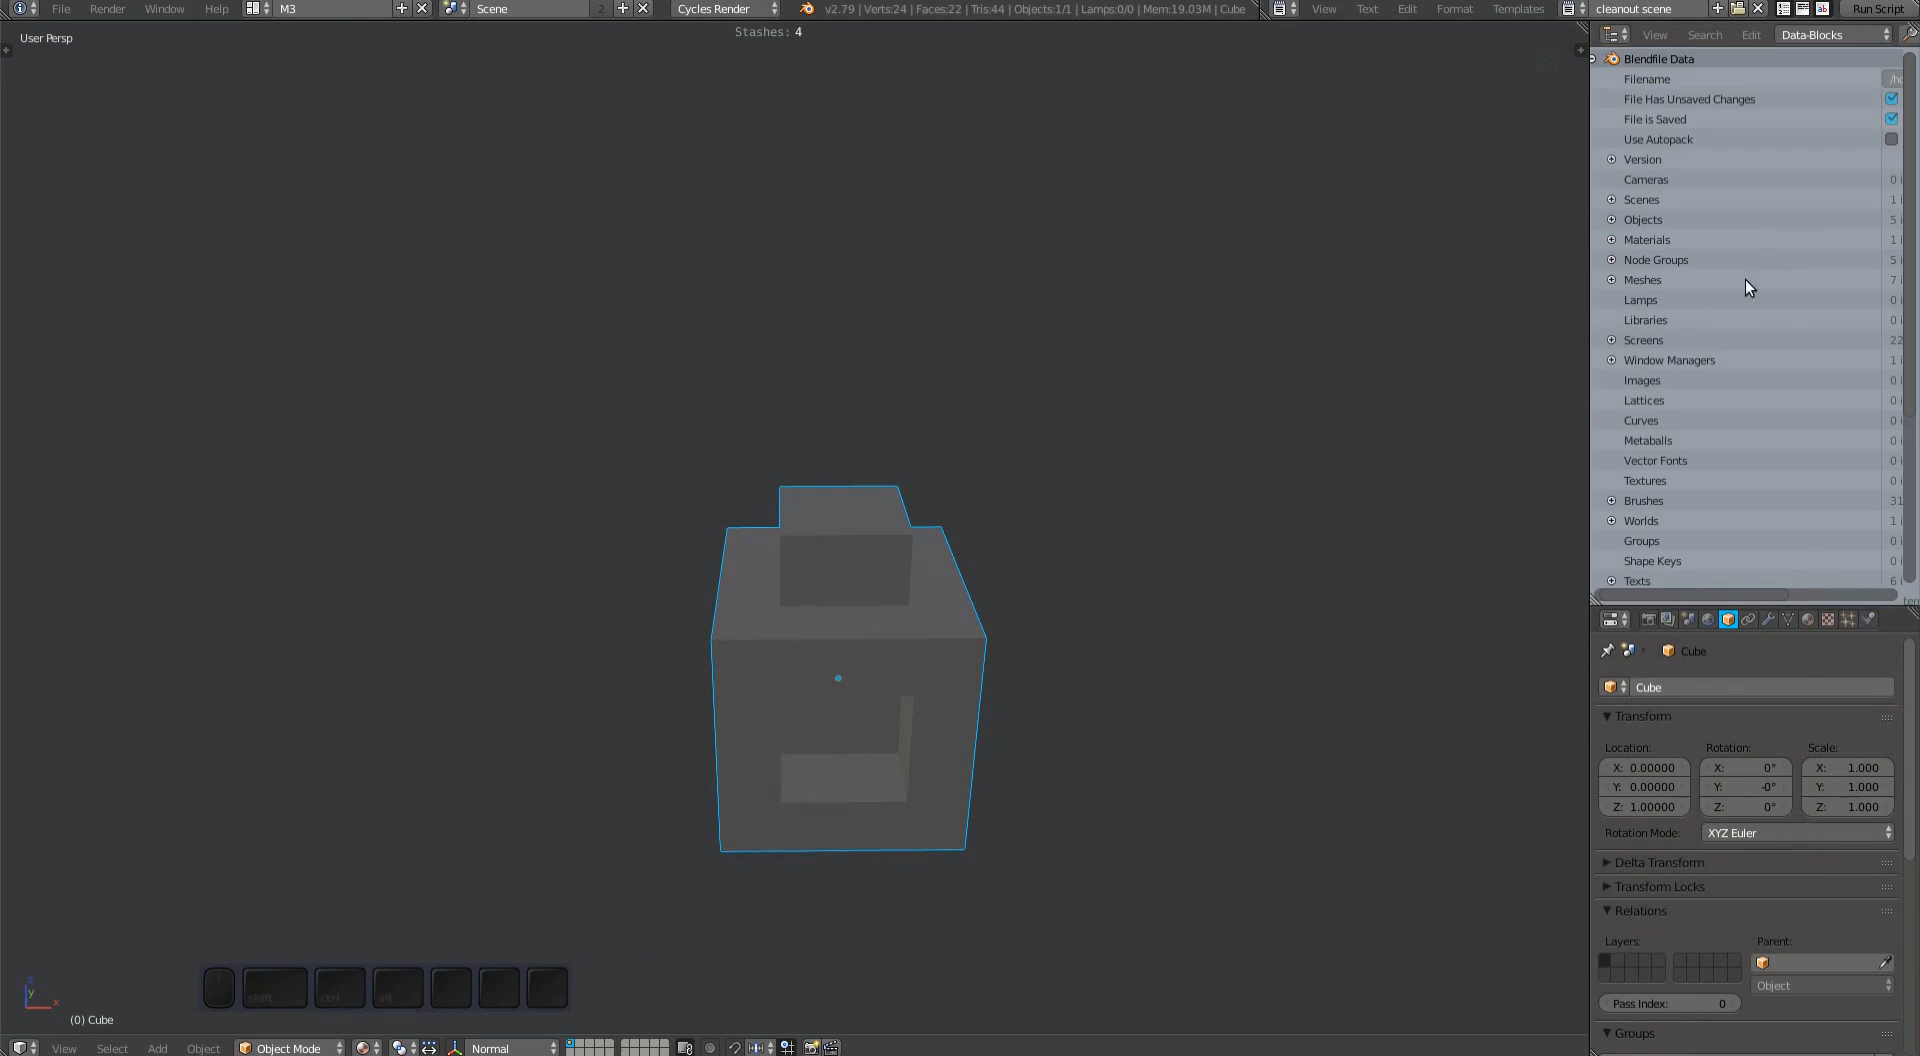 File Render Window Help M3 Scene 2 Cycles Render v2.79 | Verts:24 | Faces:22 | Tris:44 | Objects:1/1 | Lamps:0/0 | Mem:19.03M | Cube View Text Edit Format Templates cleanout scene Run Script
User Persp
Stashes: 4
View Search Edit Data-Blocks
Blendfile Data
Filename
File Has Unsaved Changes
File is Saved
Use Autopack
Version
Cameras 0 i
Scenes 1 i
Objects 5 i
Materials 1 i
Node Groups 5 i
Meshes 7 i
Lamps 0 i
Libraries 0 i
Screens 22
Window Managers 1 i
Images 0 i
Lattices 0 i
Curves 0 i
Metaballs 0 i
Vector Fonts 0 i
Textures 0 i
Brushes 31
Worlds 1 i
Groups 0 i
Shape Keys 0 i
Texts 6 i
Cube
Cube
Transform
Location: Rotation: Scale:
X: 0.00000 X: 0° X: 1.000
Y: 0.00000 Y: -0° Y: 1.000
Z: 1.00000 Z: 0° Z: 1.000
Rotation Mode: XYZ Euler
Delta Transform
Transform Locks
Relations
Layers: Parent:
Object
Pass Index: 0
Groups
shift ctrl alt
z
y
x
(0) Cube
View Select Add Object Object Mode Normal